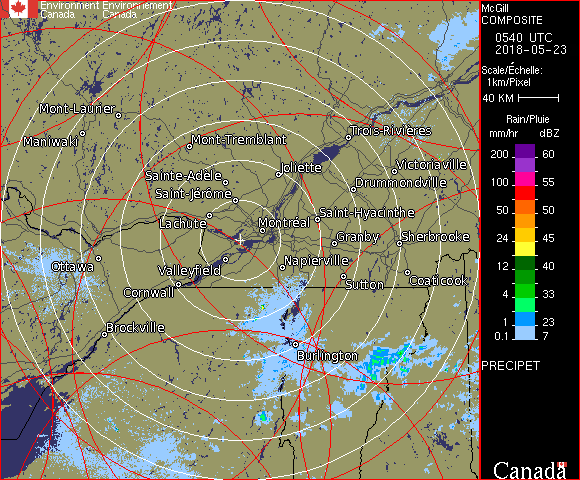 Environment Environnement
Canada Canada
McGill
COMPOSITE
0540 UTC
2018-05-23
Scale/Échelle:
1km/Pixel
40 KM
Rain/Pluie
mm/hr dBZ
200 60
150 57
100 55
50 50
24 45
12 40
4 33
1 23
0.1 7
PRECIPET
Canada
Mont-Laurier
Maniwaki
Mont-Tremblant
Trois-Rivières
Joliette
Victoriaville
Sainte-Adèle
Drummondville
Saint-Jérôme
Lachute
Montréal
Saint-Hyacinthe
Granby
Sherbrooke
Ottawa
Valleyfield
Napierville
Sutton
Coaticook
Cornwall
Brockville
Burlington